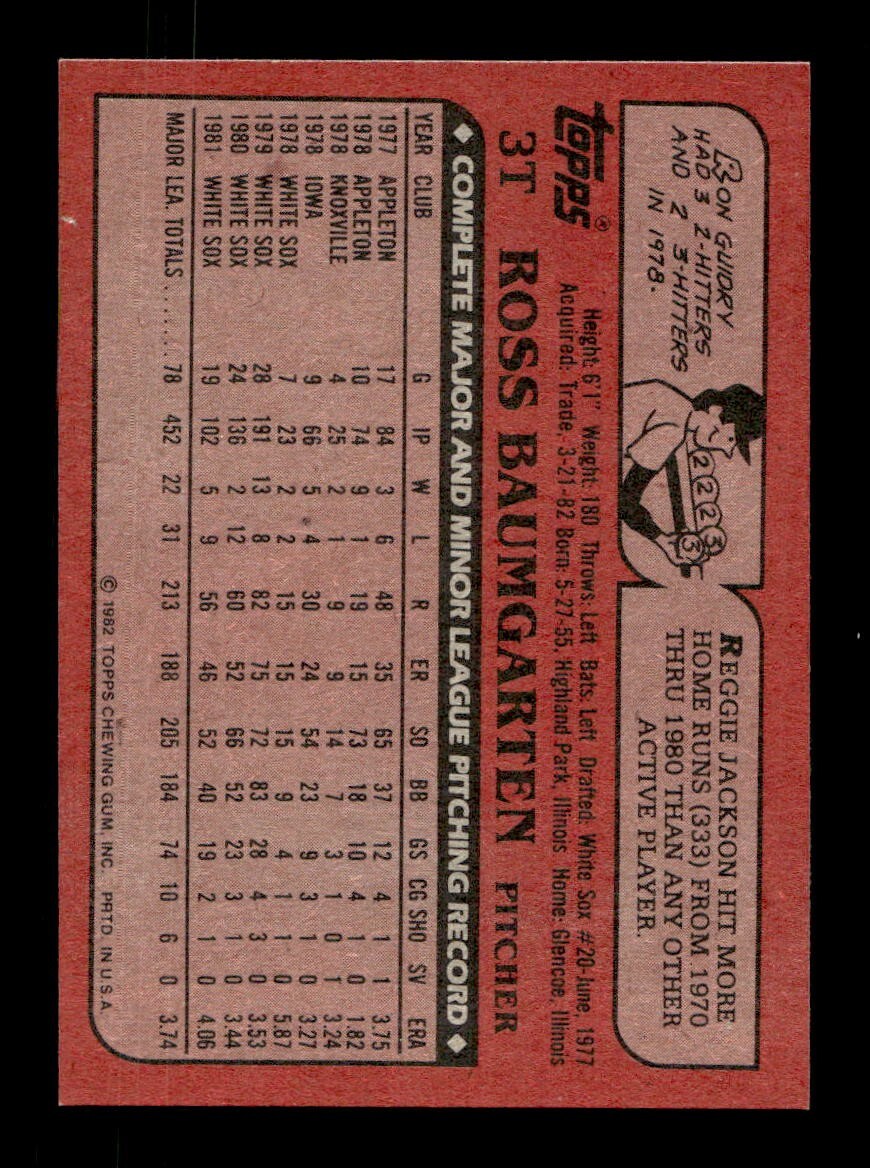 RON GUIDRY
HAD 3 2-HITTERS
AND 2 3-HITTERS
IN 1978.
2 2 2 3 3
REGGIE JACKSON HIT MORE
HOME RUNS (333) FROM 1970
THRU 1980 THAN ANY OTHER
ACTIVE PLAYER.
topps®
Height: 6'1" Weight: 180 Throws: Left Bats: Left Drafted: White Sox #20-June, 1977
Acquired: Trade, 3-21-82 Born: 5-27-55, Highland Park, Illinois Home: Glencoe, Illinois
3T ROSS BAUMGARTEN PITCHER
◆ COMPLETE MAJOR AND MINOR LEAGUE PITCHING RECORD ◆
YEAR CLUB G IP W L R ER SO BB GS CG SHO SV ERA
1977 APPLETON 17 84 3 6 48 35 65 37 12 4 1 1 3.75
1978 APPLETON 10 74 9 1 19 15 73 18 10 4 1 0 1.82
1978 KNOXVILLE 4 25 2 1 9 9 14 7 3 1 0 1 3.24
1978 IOWA 9 66 5 4 30 24 54 23 9 3 1 0 3.27
1978 WHITE SOX 7 23 2 2 15 15 15 9 4 1 1 0 5.87
1979 WHITE SOX 28 191 13 8 82 75 72 83 28 4 3 0 3.53
1980 WHITE SOX 24 136 2 12 60 52 66 52 23 3 1 0 3.44
1981 WHITE SOX 19 102 5 9 56 46 52 40 19 2 1 0 4.06
MAJOR LEA. TOTALS....... 78 452 22 31 213 188 205 184 74 10 6 0 3.74
© 1982 TOPPS CHEWING GUM, INC. PRTD. IN U.S.A.